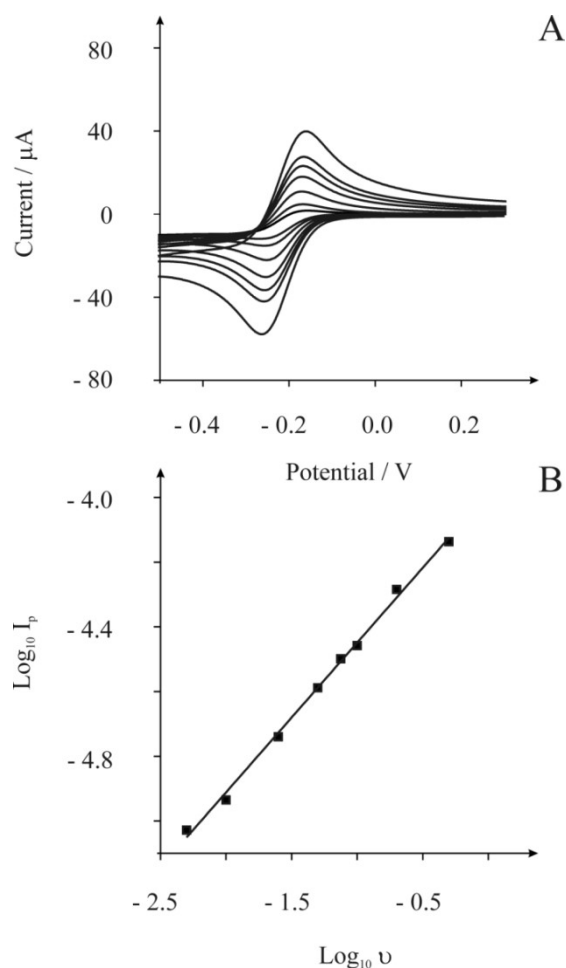 A
80
40
0
- 40
- 80
Current / μA
- 0.4 - 0.2 0.0 0.2
Potential / V
B
- 4.0
- 4.4
- 4.8
Log₁₀ Iₚ
- 2.5 - 1.5 - 0.5
Log₁₀ υ